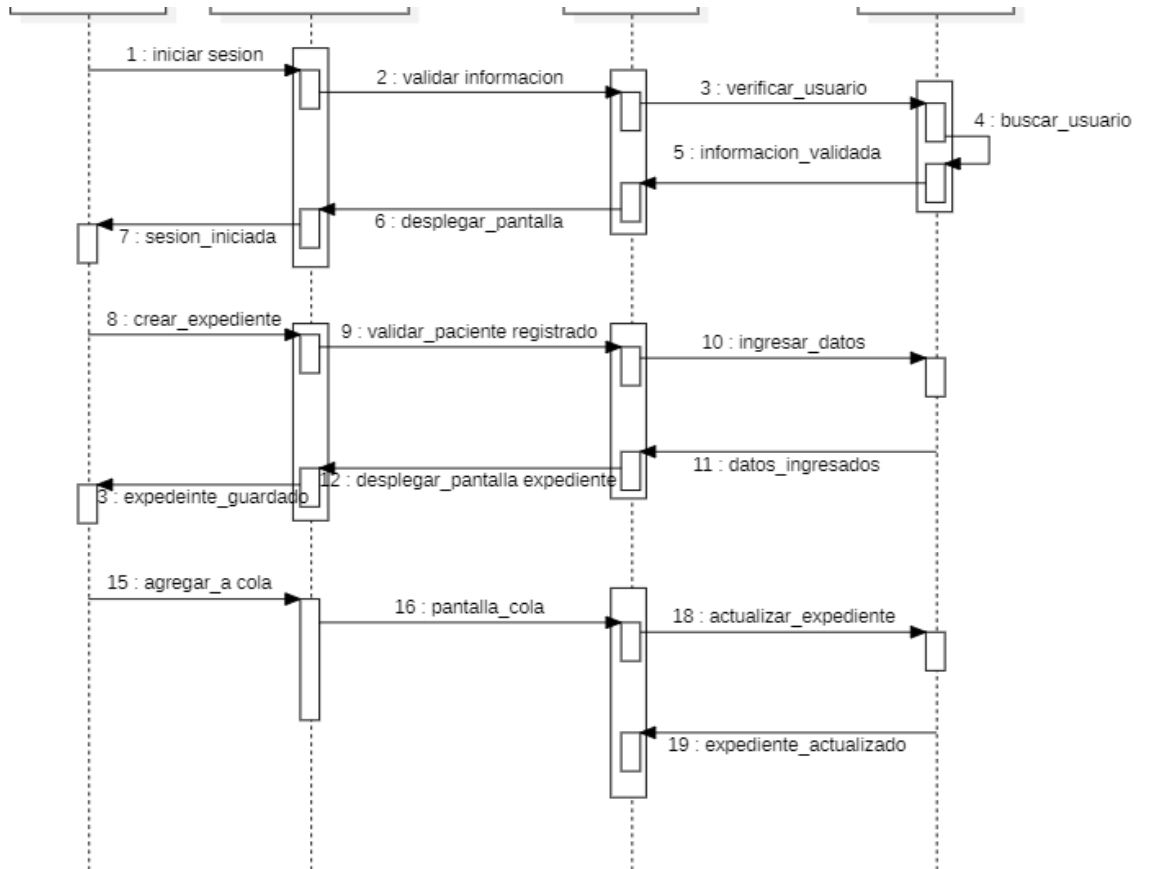 1 : iniciar sesion
2 : validar informacion
3 : verificar_usuario
4 : buscar_usuario
5 : informacion_validada
6 : desplegar_pantalla
7 : sesion_iniciada
8 : crear_expediente
9 : validar_paciente registrado
10 : ingresar_datos
11 : datos_ingresados
12 : desplegar_pantalla expediente
3 : expedeinte_guardado
15 : agregar_a cola
16 : pantalla_cola
18 : actualizar_expediente
19 : expediente_actualizado